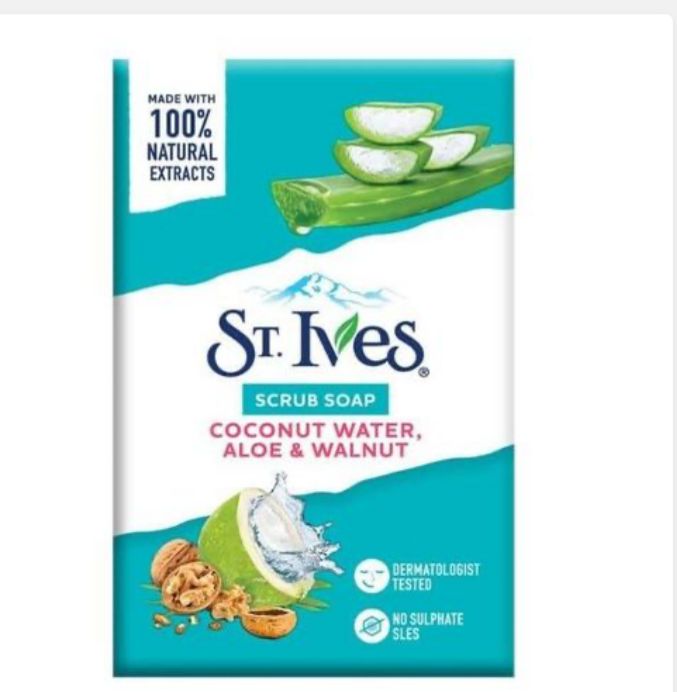 MADE WITH
100%
NATURAL
EXTRACTS
ST. IVES®
SCRUB SOAP
COCONUT WATER,
ALOE & WALNUT
DERMATOLOGIST
TESTED
NO SULPHATE
SLES